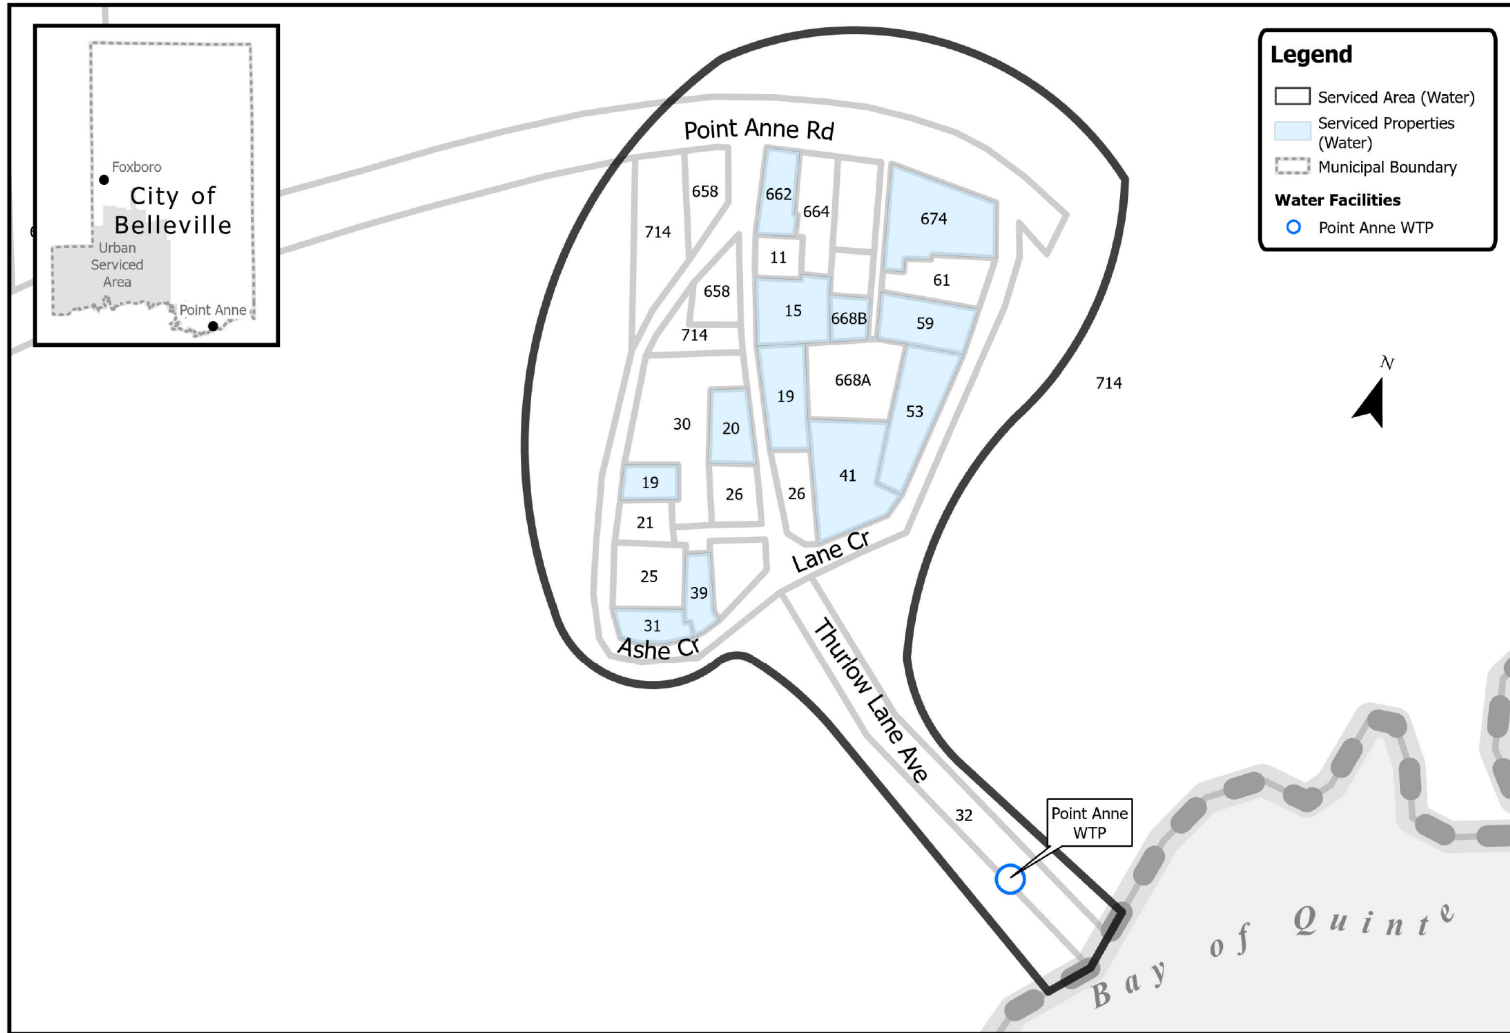 Foxboro
City of
Belleville
Urban
Serviced
Area
Point Anne
Legend
Serviced Area (Water)
Serviced Properties
(Water)
Municipal Boundary
Water Facilities
Point Anne WTP
Point Anne Rd
658
662
664
674
714
11
61
658
15
668B
59
714
N
714
668A
19
53
30
20
41
19
26
26
21
Lane Cr
25
39
31
Ashe Cr
Thurlow Lane Ave
32
Point Anne
WTP
Bay of Quinte